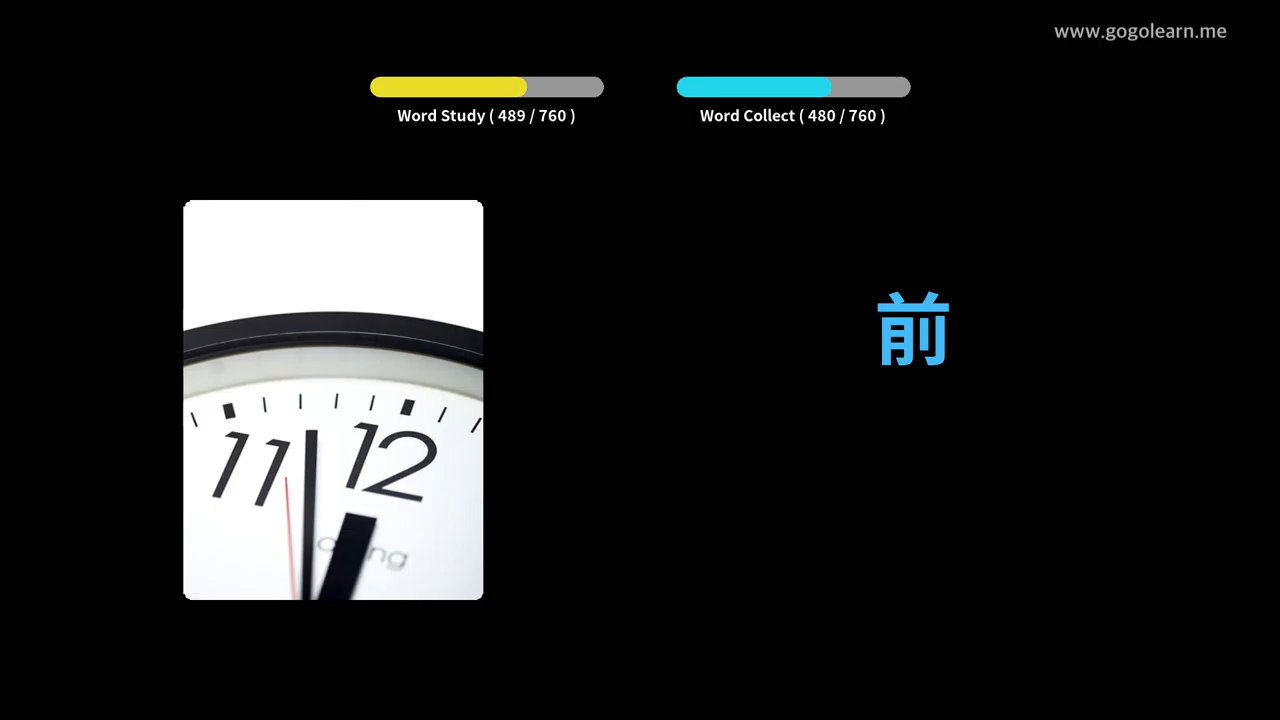 www.gogolearn.me
Word Study ( 489 / 760 )
Word Collect ( 480 / 760 )
前
11
12